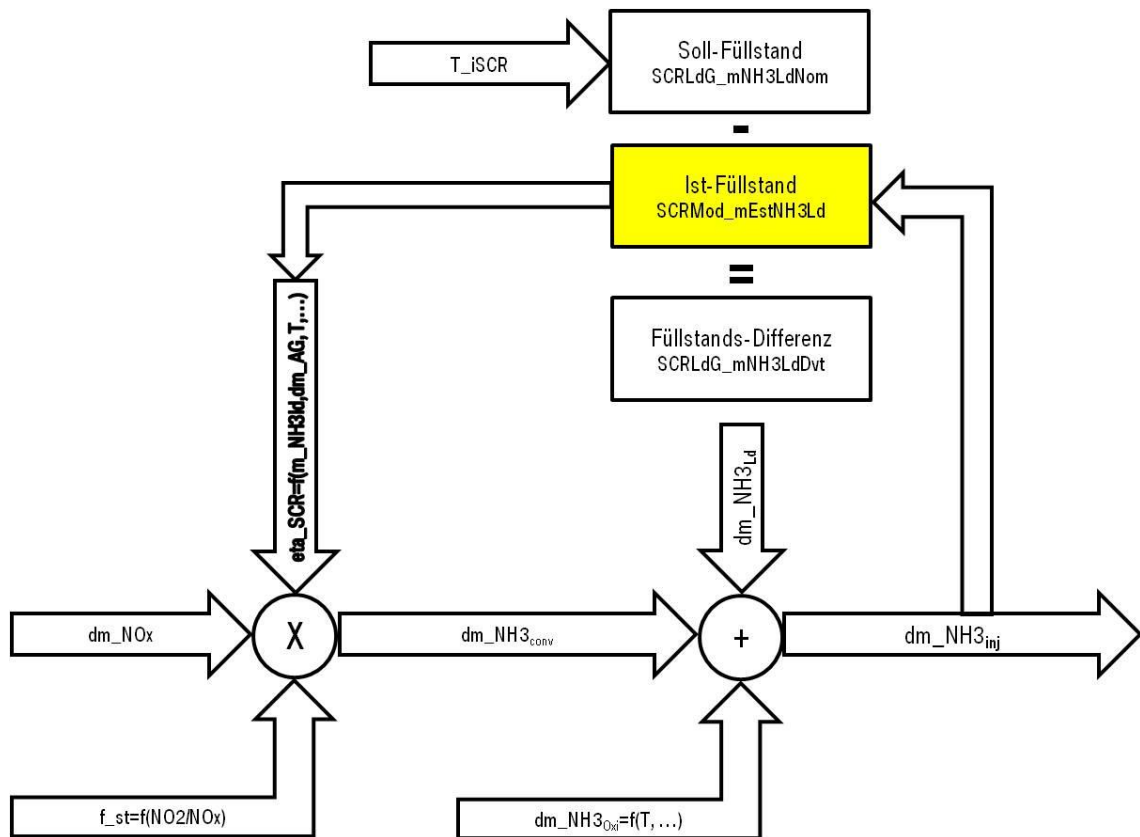 T_iSCR
Soll-Füllstand
SCRLdG_mNH3LdNom
-
Ist-Füllstand
SCRMod_mEstNH3Ld
=
Füllstands-Differenz
SCRLdG_mNH3LdDvt
eta_SCR=f(m_NH3ld,dm_AG,T,...)
dm_NH3Ld
dm_NOx
X
dm_NH3conv
+
dm_NH3inj
f_st=f(NO2/NOx)
dm_NH3Oxi=f(T, ...)